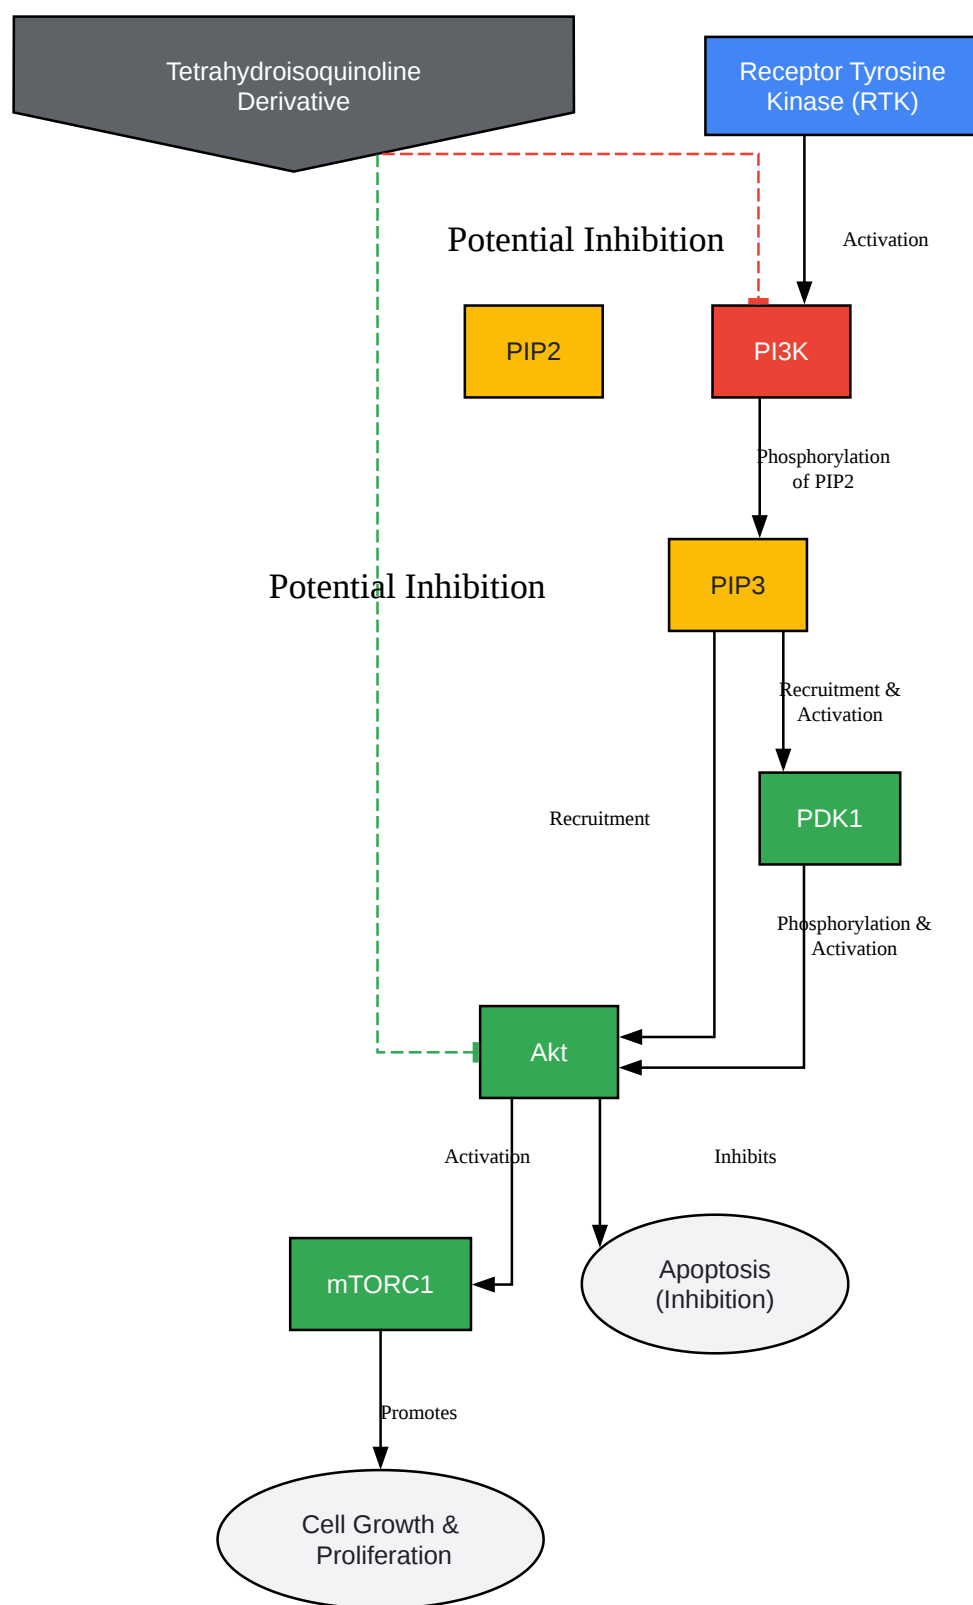 Tetrahydroisoquinoline
Derivative
Receptor Tyrosine
Kinase (RTK)
Potential Inhibition
Activation
PIP2
PI3K
Phosphorylation
of PIP2
Potential Inhibition
PIP3
Recruitment &
Activation
Recruitment
PDK1
Phosphorylation &
Activation
Akt
Activation
Inhibits
mTORC1
Apoptosis
(Inhibition)
Promotes
Cell Growth &
Proliferation